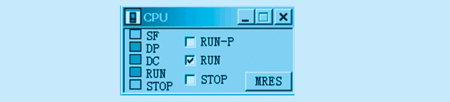 CPU
SF
DP
DC
RUN
STOP
RUN-P
RUN
STOP
MRES